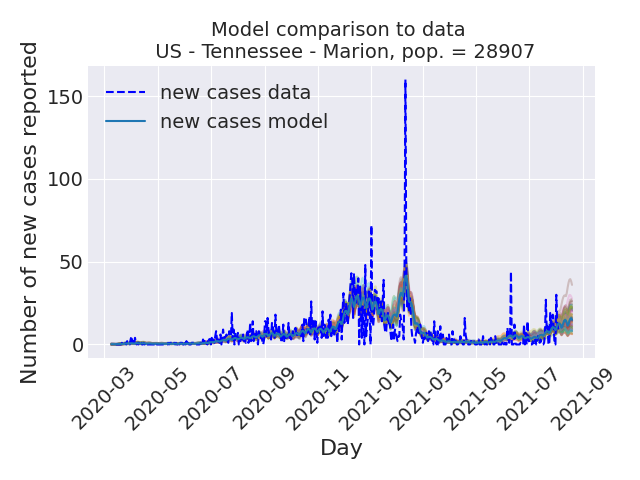 Model comparison to data
US - Tennessee - Marion, pop. = 28907
Number of new cases reported
150
100
50
0
new cases data
new cases model
2020-03
2020-05
2020-07
2020-09
2020-11
2021-01
2021-03
2021-05
2021-07
2021-09
Day